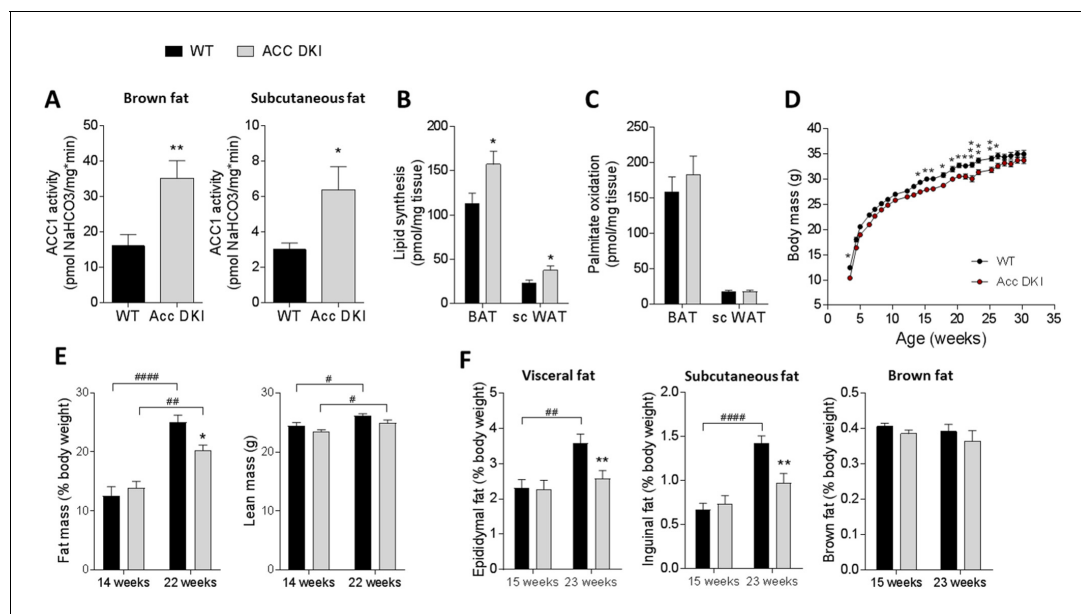 WT
ACC DKI
A
Brown fat
ACC1 activity
(pmol NaHCO3/mg*min)
50
40
30
20
10
0
**
WT
Acc DKI
Subcutaneous fat
ACC1 activity
(pmol NaHCO3/mg*min)
8
6
4
2
0
*
WT
Acc DKI
B
Lipid synthesis
(pmol/mg tissue)
200
150
100
50
0
*
*
BAT
sc WAT
C
Palmitate oxidation
(pmol/mg tissue)
250
200
150
100
50
0
BAT
sc WAT
D
Body mass (g)
40
35
30
25
20
15
10
5
*
*
**
*
*
***
***
**
*
WT
Acc DKI
5
10
15
20
25
30
35
Age (weeks)
E
Fat mass (% body weight)
30
20
10
0
####
##
*
14 weeks
22 weeks
Lean mass (g)
30
20
10
0
#
#
14 weeks
22 weeks
F
Visceral fat
Epididymal fat (% body weight)
5
4
3
2
1
0
##
**
15 weeks
23 weeks
Subcutaneous fat
Inguinal fat (% body weight)
2.0
1.5
1.0
0.5
0.0
####
**
15 weeks
23 weeks
Brown fat
Brown fat (% body weight)
0.5
0.4
0.3
0.2
0.1
0.0
15 weeks
23 weeks